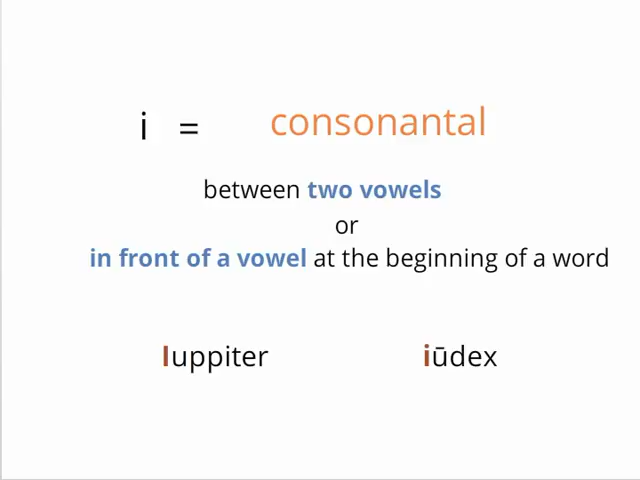 i = consonantal
between two vowels
or
in front of a vowel at the beginning of a word
Iuppiter iūdex